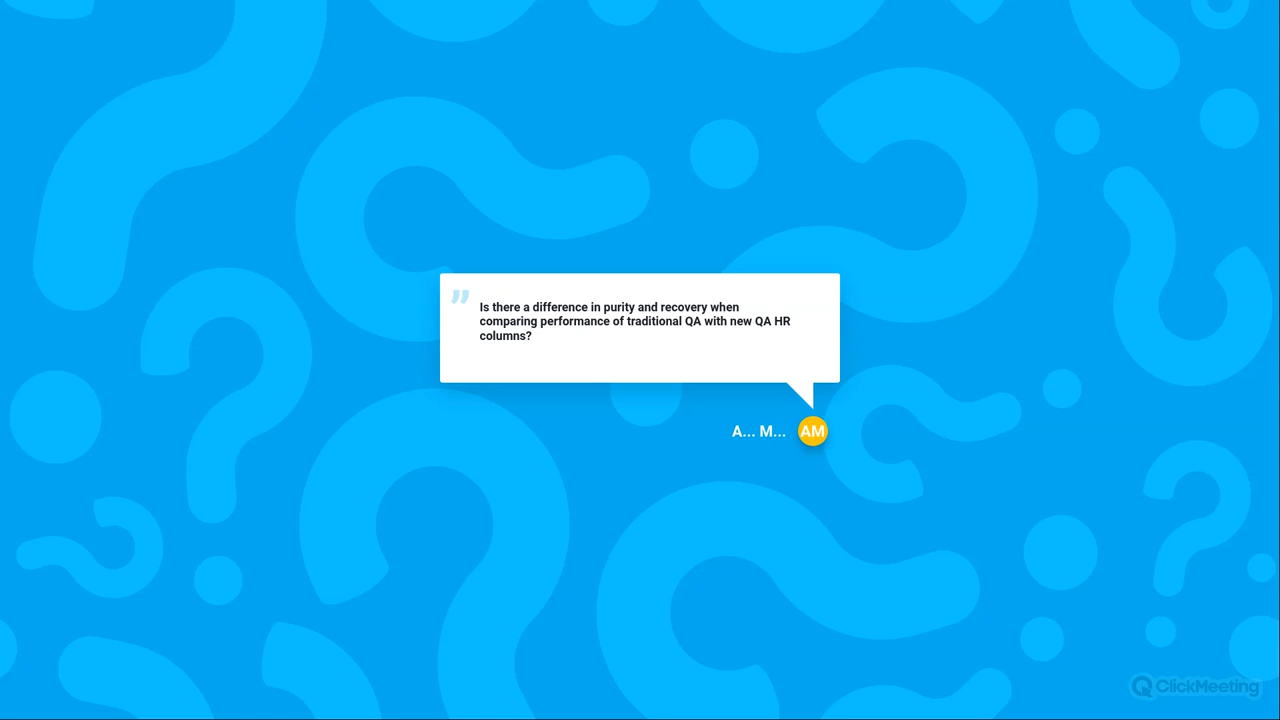 ”
Is there a difference in purity and recovery when
comparing performance of traditional QA with new QA HR
columns?
A... M... AM
ClickMeeting